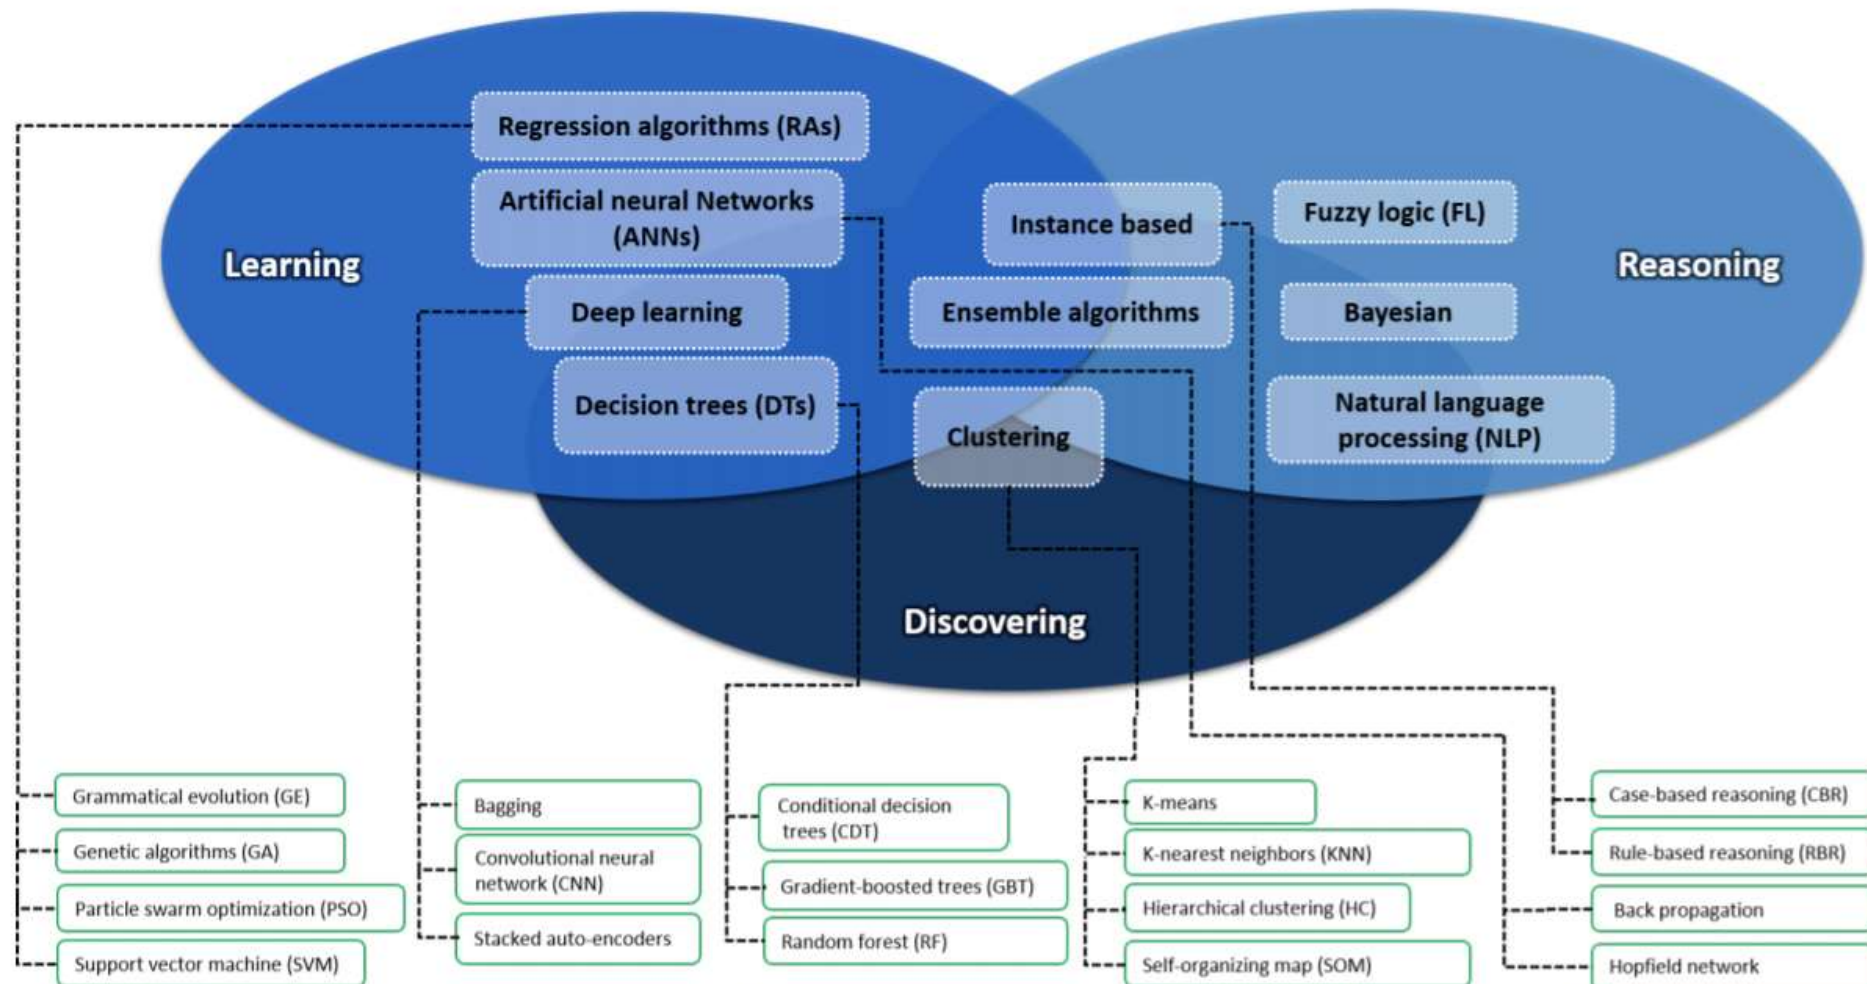 Regression algorithms (RAs)
Artificial neural Networks
(ANNs)
Learning
Deep learning
Decision trees (DTs)
Instance based
Ensemble algorithms
Clustering
Fuzzy logic (FL)
Reasoning
Bayesian
Natural language
processing (NLP)
Discovering
Grammatical evolution (GE)
Genetic algorithms (GA)
Particle swarm optimization (PSO)
Support vector machine (SVM)
Bagging
Convolutional neural
network (CNN)
Stacked auto-encoders
Conditional decision
trees (CDT)
Gradient-boosted trees (GBT)
Random forest (RF)
K-means
K-nearest neighbors (KNN)
Hierarchical clustering (HC)
Self-organizing map (SOM)
Case-based reasoning (CBR)
Rule-based reasoning (RBR)
Back propagation
Hopfield network